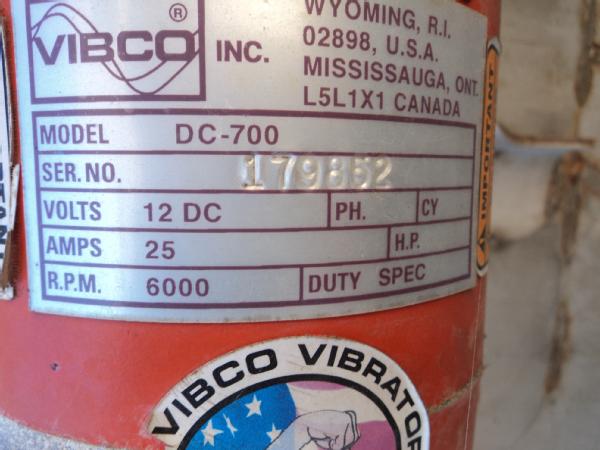 VIBCO ® INC.
WYOMING, R.I.
02898, U.S.A.
MISSISSAUGA, ONT.
L5L1X1 CANADA
MODEL DC-700
SER. NO. 179852
VOLTS 12 DC PH. CY
AMPS 25 H.P.
R.P.M. 6000 DUTY SPEC
IMPORTANT
VIBCO VIBRATOR